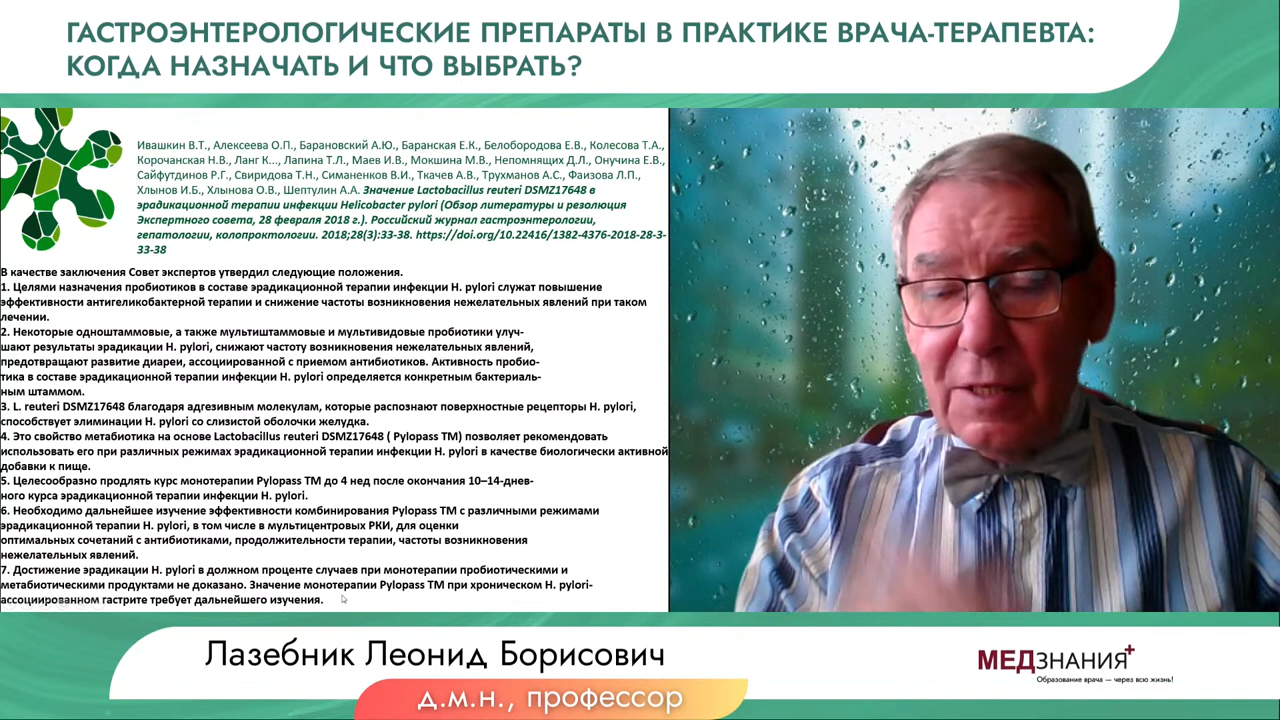 ГАСТРОЭНТЕРОЛОГИЧЕСКИЕ ПРЕПАРАТЫ В ПРАКТИКЕ ВРАЧА-ТЕРАПЕВТА:
КОГДА НАЗНАЧАТЬ И ЧТО ВЫБРАТЬ?
Ивашкин В.Т., Алексеева О.П., Барановский А.Ю., Баранская Е.К., Белобородова Е.В., Колесова Т.А.,
Корочанская Н.В., Ланг К..., Лапина Т.Л., Маев И.В., Мокшина М.В., Непомнящих Д.Л., Онучина Е.В.,
Сайфутдинов Р.Г., Свиридова Т.Н., Симаненков В.И., Ткачев А.В., Трухманов А.С., Фаизова Л.П.,
Хлынов И.Б., Хлынова О.В., Шептулин А.А. Значение Lactobacillus reuteri DSMZ17648 в
эрадикационной терапии инфекции Helicobacter pylori (Обзор литературы и резолюция
Экспертного совета, 28 февраля 2018 г.). Российский журнал гастроэнтерологии,
гепатологии, колопроктологии. 2018;28(3):33-38. https://doi.org/10.22416/1382-4376-2018-28-3-
33-38
В качестве заключения Совет экспертов утвердил следующие положения.
1. Целями назначения пробиотиков в составе эрадикационной терапии инфекции H. pylori служат повышение
эффективности антигеликобактерной терапии и снижение частоты возникновения нежелательных явлений при таком
лечении.
2. Некоторые одноштаммовые, а также мультиштаммовые и мультивидовые пробиотики улуч-
шают результаты эрадикации H. pylori, снижают частоту возникновения нежелательных явлений,
предотвращают развитие диареи, ассоциированной с приемом антибиотиков. Активность пробио-
тика в составе эрадикационной терапии инфекции H. pylori определяется конкретным бактериаль-
ным штаммом.
3. L. reuteri DSMZ17648 благодаря адгезивным молекулам, которые распознают поверхностные рецепторы H. pylori,
способствует элиминации H. pylori со слизистой оболочки желудка.
4. Это свойство метабиотика на основе Lactobacillus reuteri DSMZ17648 ( Pylopass TM) позволяет рекомендовать
использовать его при различных режимах эрадикационной терапии инфекции H. pylori в качестве биологически активной
добавки к пище.
5. Целесообразно продлять курс монотерапии Pylopass TM до 4 нед после окончания 10–14-днев-
ного курса эрадикационной терапии инфекции H. pylori.
6. Необходимо дальнейшее изучение эффективности комбинирования Pylopass TM с различными режимами
эрадикационной терапии H. pylori, в том числе в мультицентровых РКИ, для оценки
оптимальных сочетаний с антибиотиками, продолжительности терапии, частоты возникновения
нежелательных явлений.
7. Достижение эрадикации H. pylori в должном проценте случаев при монотерапии пробиотическими и
метабиотическими продуктами не доказано. Значение монотерапии Pylopass TM при хроническом H. pylori-
ассоциированном гастрите требует дальнейшего изучения.
Лазебник Леонид Борисович
д.м.н., профессор
МЕДЗНАНИЯ+
Образование врача — через всю жизнь!